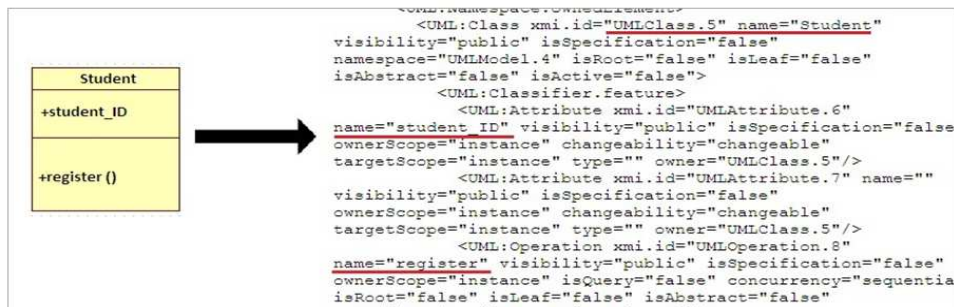 Student
+student_ID
+register ()
<UML:Namespace.ownedElement>
<UML:Class xmi.id="UMLClass.5" name="Student"
visibility="public" isSpecification="false"
namespace="UMLModel.4" isRoot="false" isLeaf="false"
isAbstract="false" isActive="false">
<UML:Classifier.feature>
<UML:Attribute xmi.id="UMLAttribute.6"
name="student_ID" visibility="public" isSpecification="false
ownerScope="instance" changeability="changeable"
targetScope="instance" type="" owner="UMLClass.5"/>
<UML:Attribute xmi.id="UMLAttribute.7" name=""
visibility="public" isSpecification="false"
ownerScope="instance" changeability="changeable"
targetScope="instance" type="" owner="UMLClass.5"/>
<UML:Operation xmi.id="UMLOperation.8"
name="register" visibility="public" isSpecification="false"
ownerScope="instance" isQuery="false" concurrency="sequentia
isRoot="false" isLeaf="false" isAbstract="false"